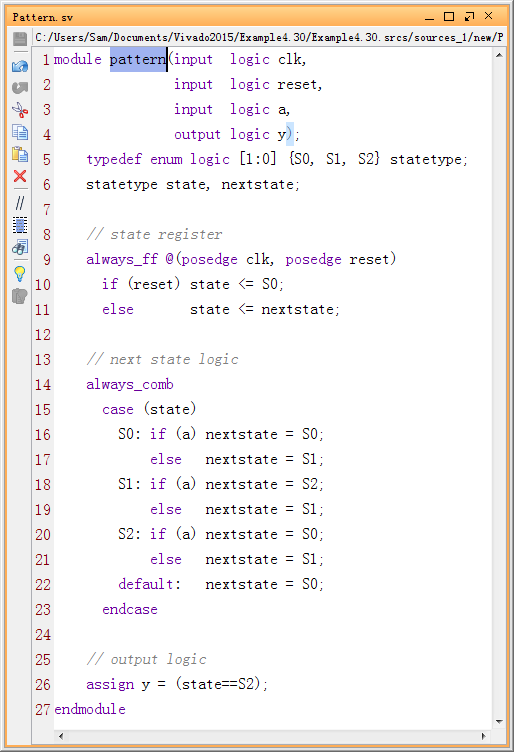 Pattern.sv
C:/Users/Sam/Documents/Vivado2015/Example4.30/Example4.30.srcs/sources_1/new/P
1 module pattern(input  logic clk,
2                input  logic reset,
3                input  logic a,
4                output logic y);
5     typedef enum logic [1:0] {S0, S1, S2} statetype;
6     statetype state, nextstate;
7
8     // state register
9     always_ff @(posedge clk, posedge reset)
10      if (reset) state <= S0;
11      else       state <= nextstate;
12
13    // next state logic
14    always_comb
15      case (state)
16        S0: if (a) nextstate = S0;
17            else   nextstate = S1;
18        S1: if (a) nextstate = S2;
19            else   nextstate = S1;
20        S2: if (a) nextstate = S0;
21            else   nextstate = S1;
22        default:   nextstate = S0;
23      endcase
24
25    // output logic
26    assign y = (state==S2);
27 endmodule